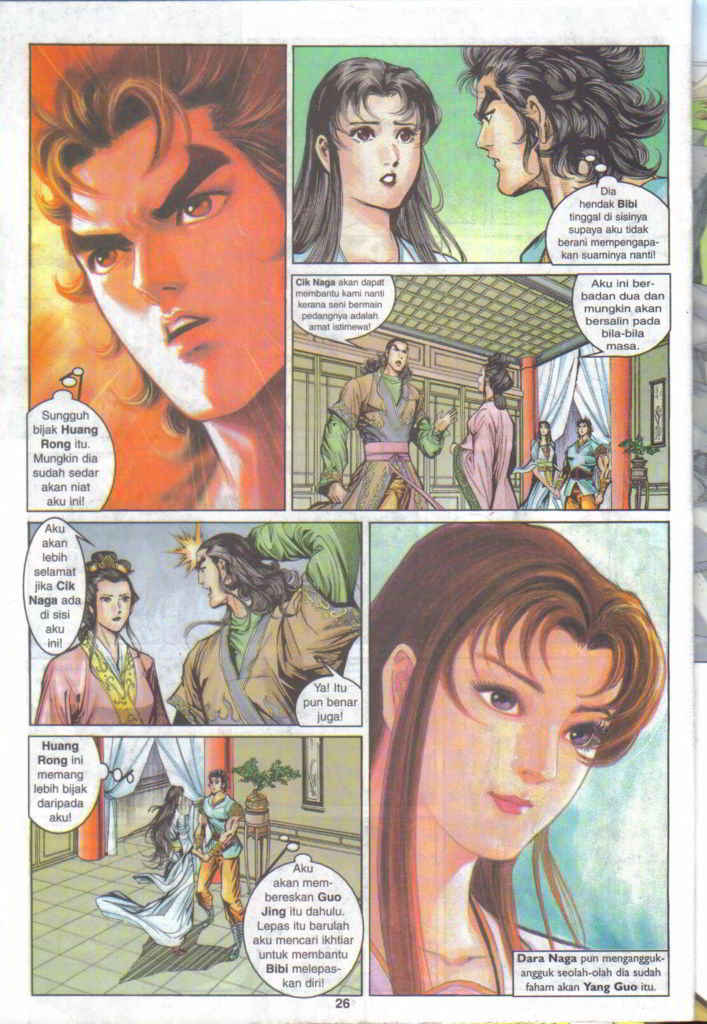 Sungguh
bijak Huang
Rong itu.
Mungkin dia
sudah sedar
akan niat
aku ini!
Dia
hendak Bibi
tinggal di sisinya
supaya aku tidak
berani mempengapa-
kan suaminya nanti!
Cik Naga akan dapat
membantu kami nanti
kerana seni bermain
pedangnya adalah
amat istimewa!
Aku ini ber-
badan dua dan
mungkin akan
bersalin pada
bila-bila
masa.
Aku
akan
lebih
selamat
jika Cik
Naga ada
di sisi
aku
ini!
Ya! Itu
pun benar
juga!
Huang
Rong ini
memang
lebih bijak
daripada
aku!
Aku
akan mem-
bereskan Guo
Jing itu dahulu.
Lepas itu barulah
aku mencari ikhtiar
untuk membantu
Bibi melepas-
kan diri!
Dara Naga pun mengangguk-
angguk seolah-olah dia sudah
faham akan Yang Guo itu.
26